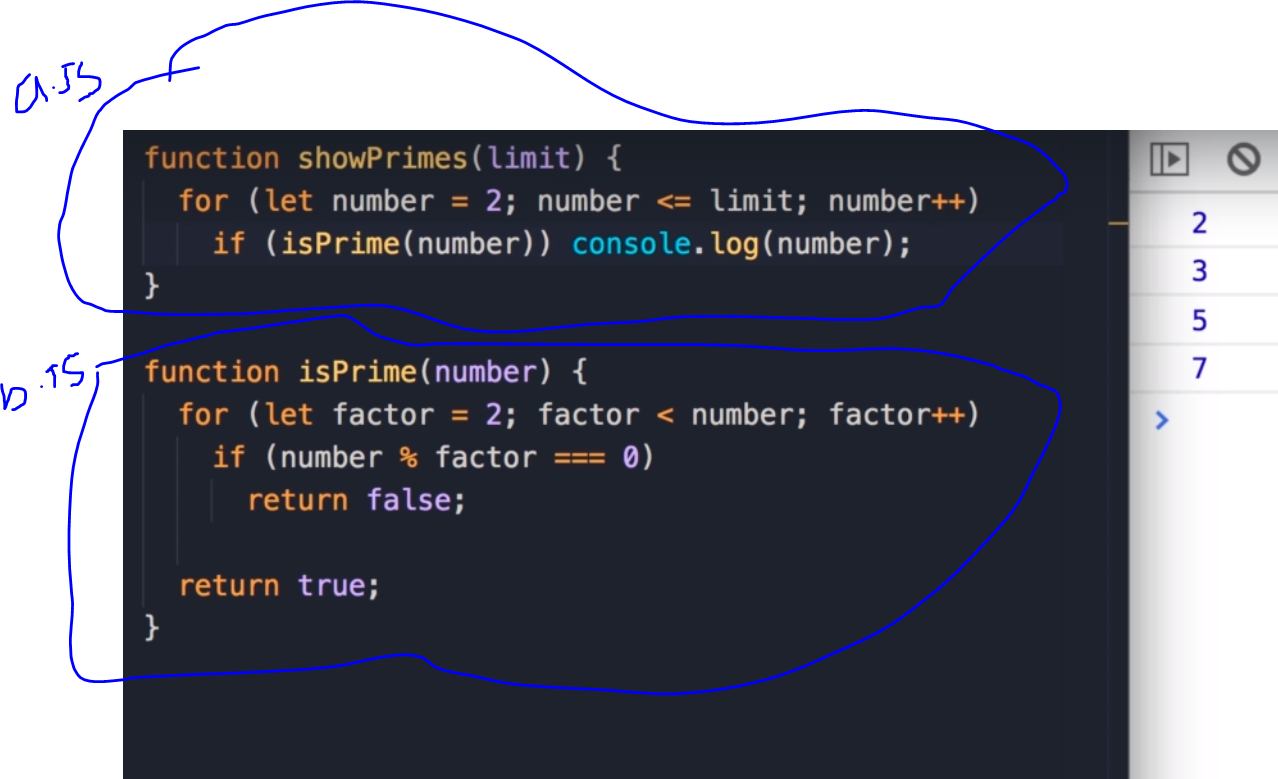 a.JS
function showPrimes(limit) {
for (let number = 2; number <= limit; number++)
if (isPrime(number)) console.log(number);
}
b.JS
function isPrime(number) {
for (let factor = 2; factor < number; factor++)
if (number % factor === 0)
return false;
return true;
}
2
3
5
7
>